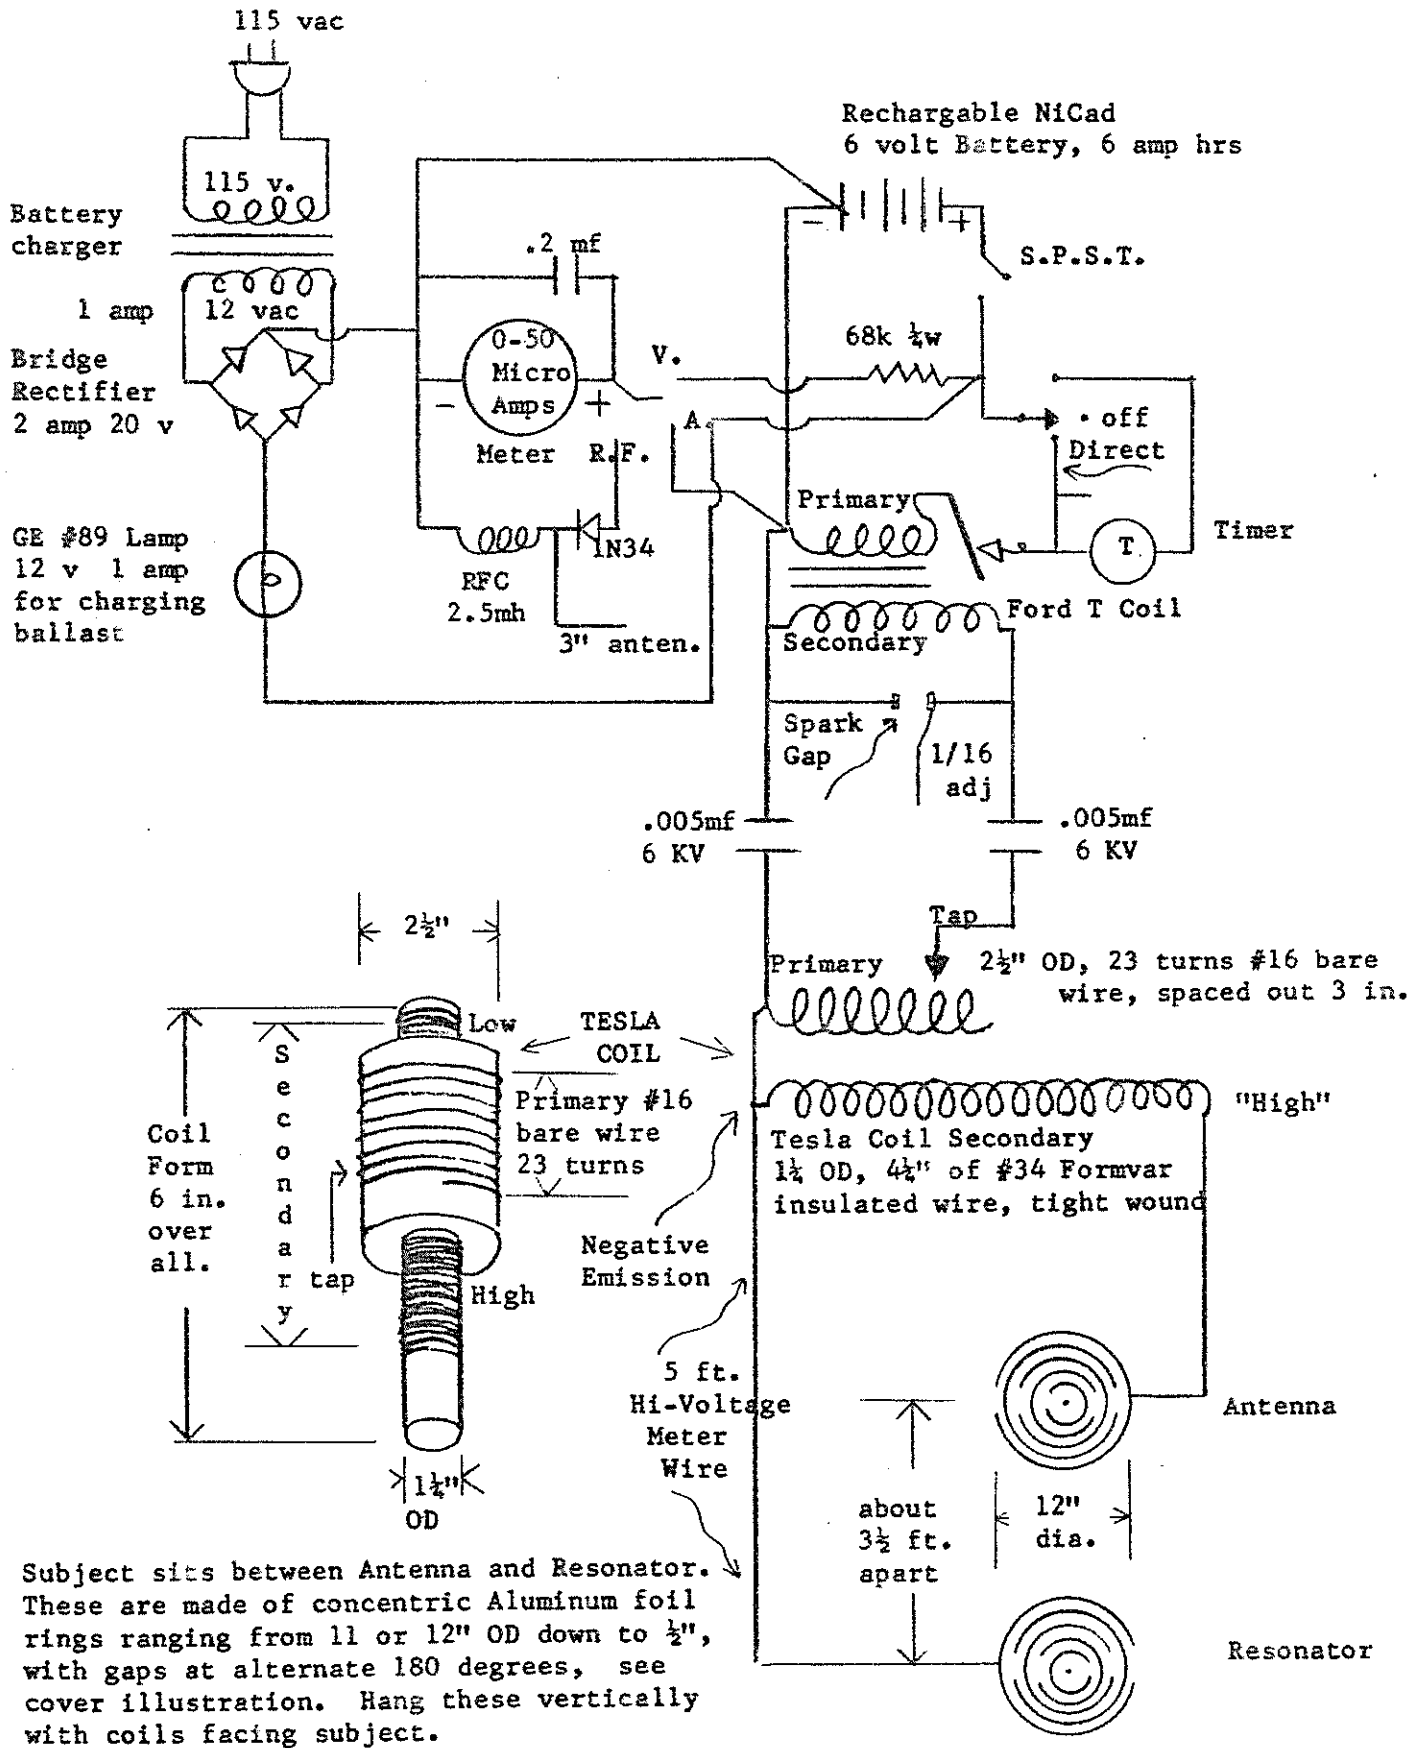 115 vac
Rechargable NiCad
6 volt Battery, 6 amp hrs
115 v.
Battery
charger
- +
S.P.S.T.
.2 mf
1 amp
12 vac
0-50
Micro
Amps
- +
Meter
V.
A.
R.F.
68k ¼w
Bridge
Rectifier
2 amp 20 v
• off
Direct
Primary
Timer
T
GE #89 Lamp
12 v 1 amp
for charging
ballast
1N34
RFC
2.5mh
3" anten.
Ford T Coil
Secondary
Spark
Gap
1/16
adj
.005mf
6 KV
.005mf
6 KV
Tap
Primary
2½" OD, 23 turns #16 bare
wire, spaced out 3 in.
2½"
Low
TESLA
COIL
Secondary
Primary #16
bare wire
23 turns
Coil
Form
6 in.
over
all.
tap
High
1¼"
OD
"High"
Tesla Coil Secondary
1¼ OD, 4¼" of #34 Formvar
insulated wire, tight wound
Negative
Emission
5 ft.
Hi-Voltage
Meter
Wire
Antenna
about
3½ ft.
apart
12"
dia.
Resonator
Subject sits between Antenna and Resonator.
These are made of concentric Aluminum foil
rings ranging from 11 or 12" OD down to ½",
with gaps at alternate 180 degrees, see
cover illustration. Hang these vertically
with coils facing subject.